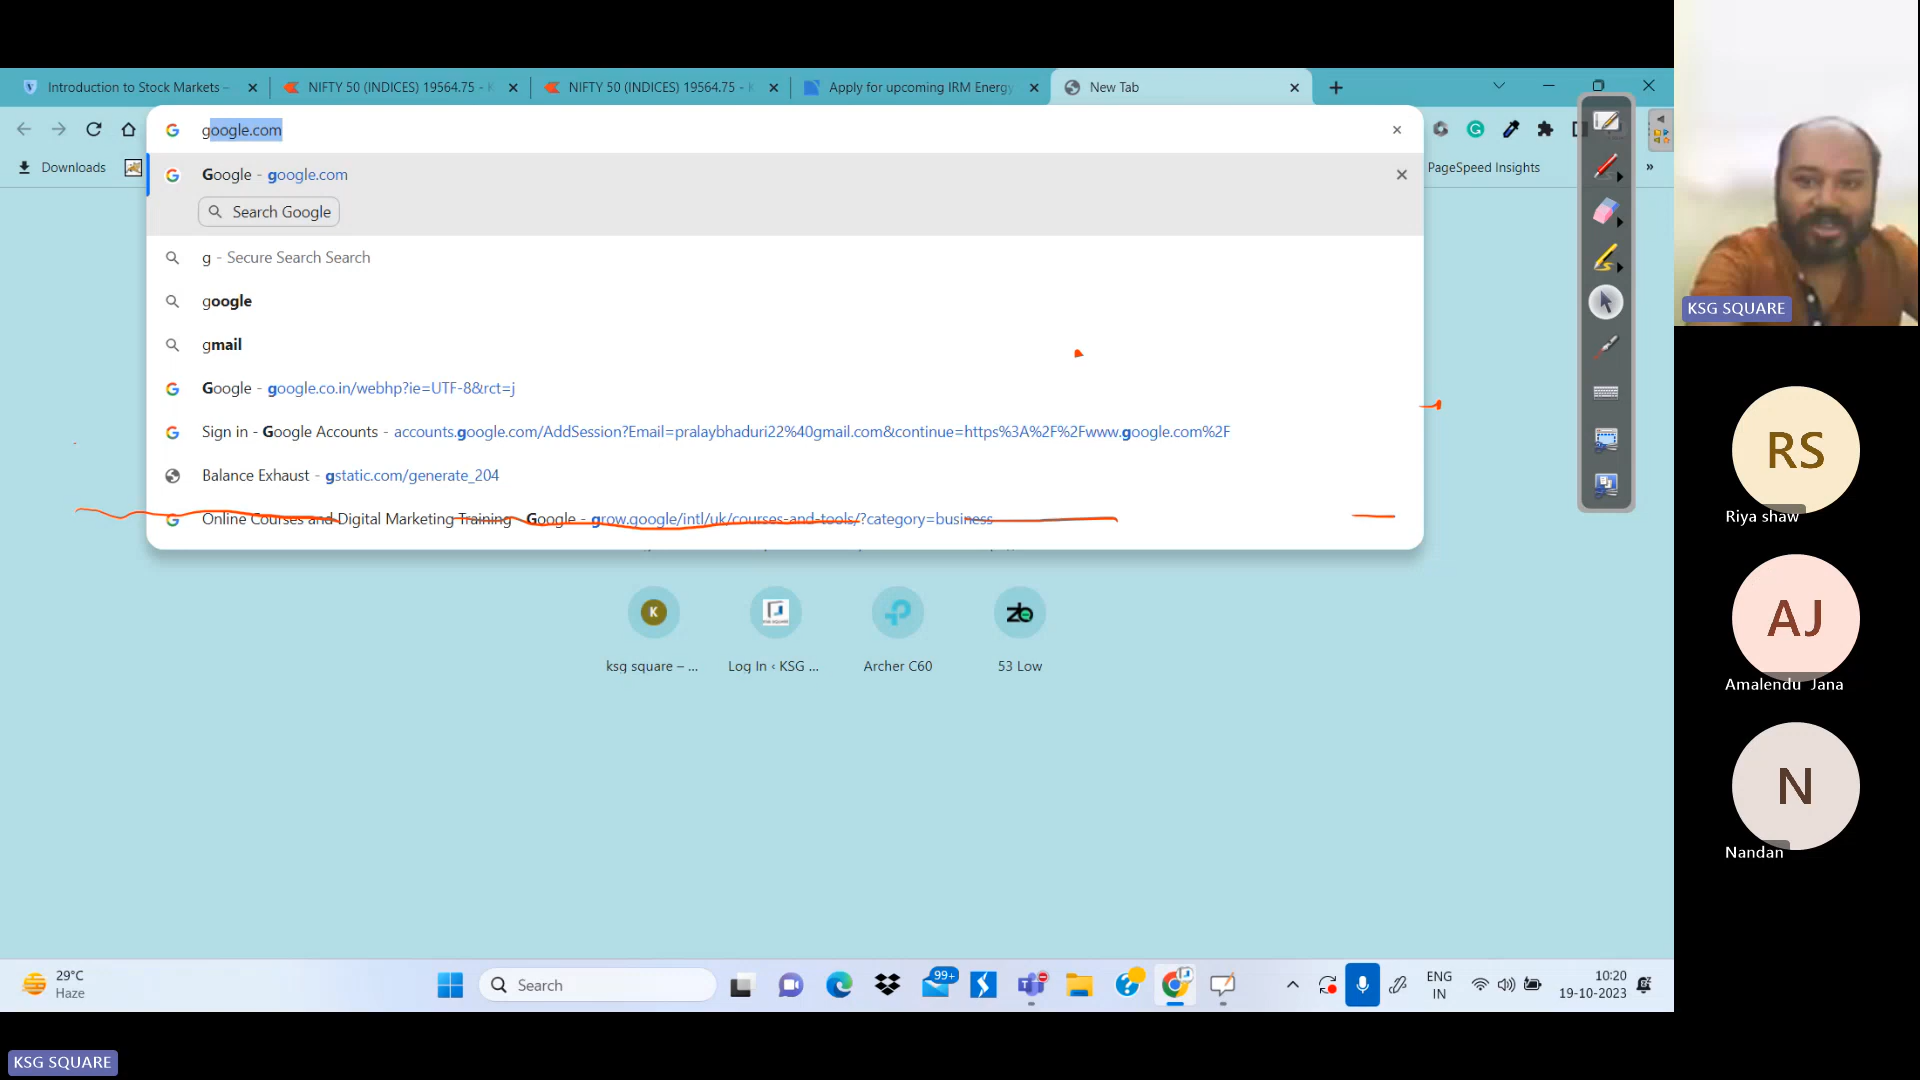 Introduction to Stock Markets –
NIFTY 50 (INDICES) 19564.75 -
NIFTY 50 (INDICES) 19564.75 -
Apply for upcoming IRM Energy
New Tab
google.com
Downloads
PageSpeed Insights
Google - google.com
Search Google
g - Secure Search Search
google
gmail
Google - google.co.in/webhp?ie=UTF-8&rct=j
Sign in - Google Accounts - accounts.google.com/AddSession?Email=pralaybhaduri22%40gmail.com&continue=https%3A%2F%2Fwww.google.com%2F
Balance Exhaust - gstatic.com/generate_204
Online Courses and Digital Marketing Training - Google - grow.google/intl/uk/courses-and-tools/?category=business
K
ksg square – ...
Log In ‹ KSG ...
Archer C60
53 Low
KSG SQUARE
RS
Riya shaw
AJ
Amalendu Jana
N
Nandan
29°C
Haze
Search
99+
ENG
IN
10:20
19-10-2023
KSG SQUARE